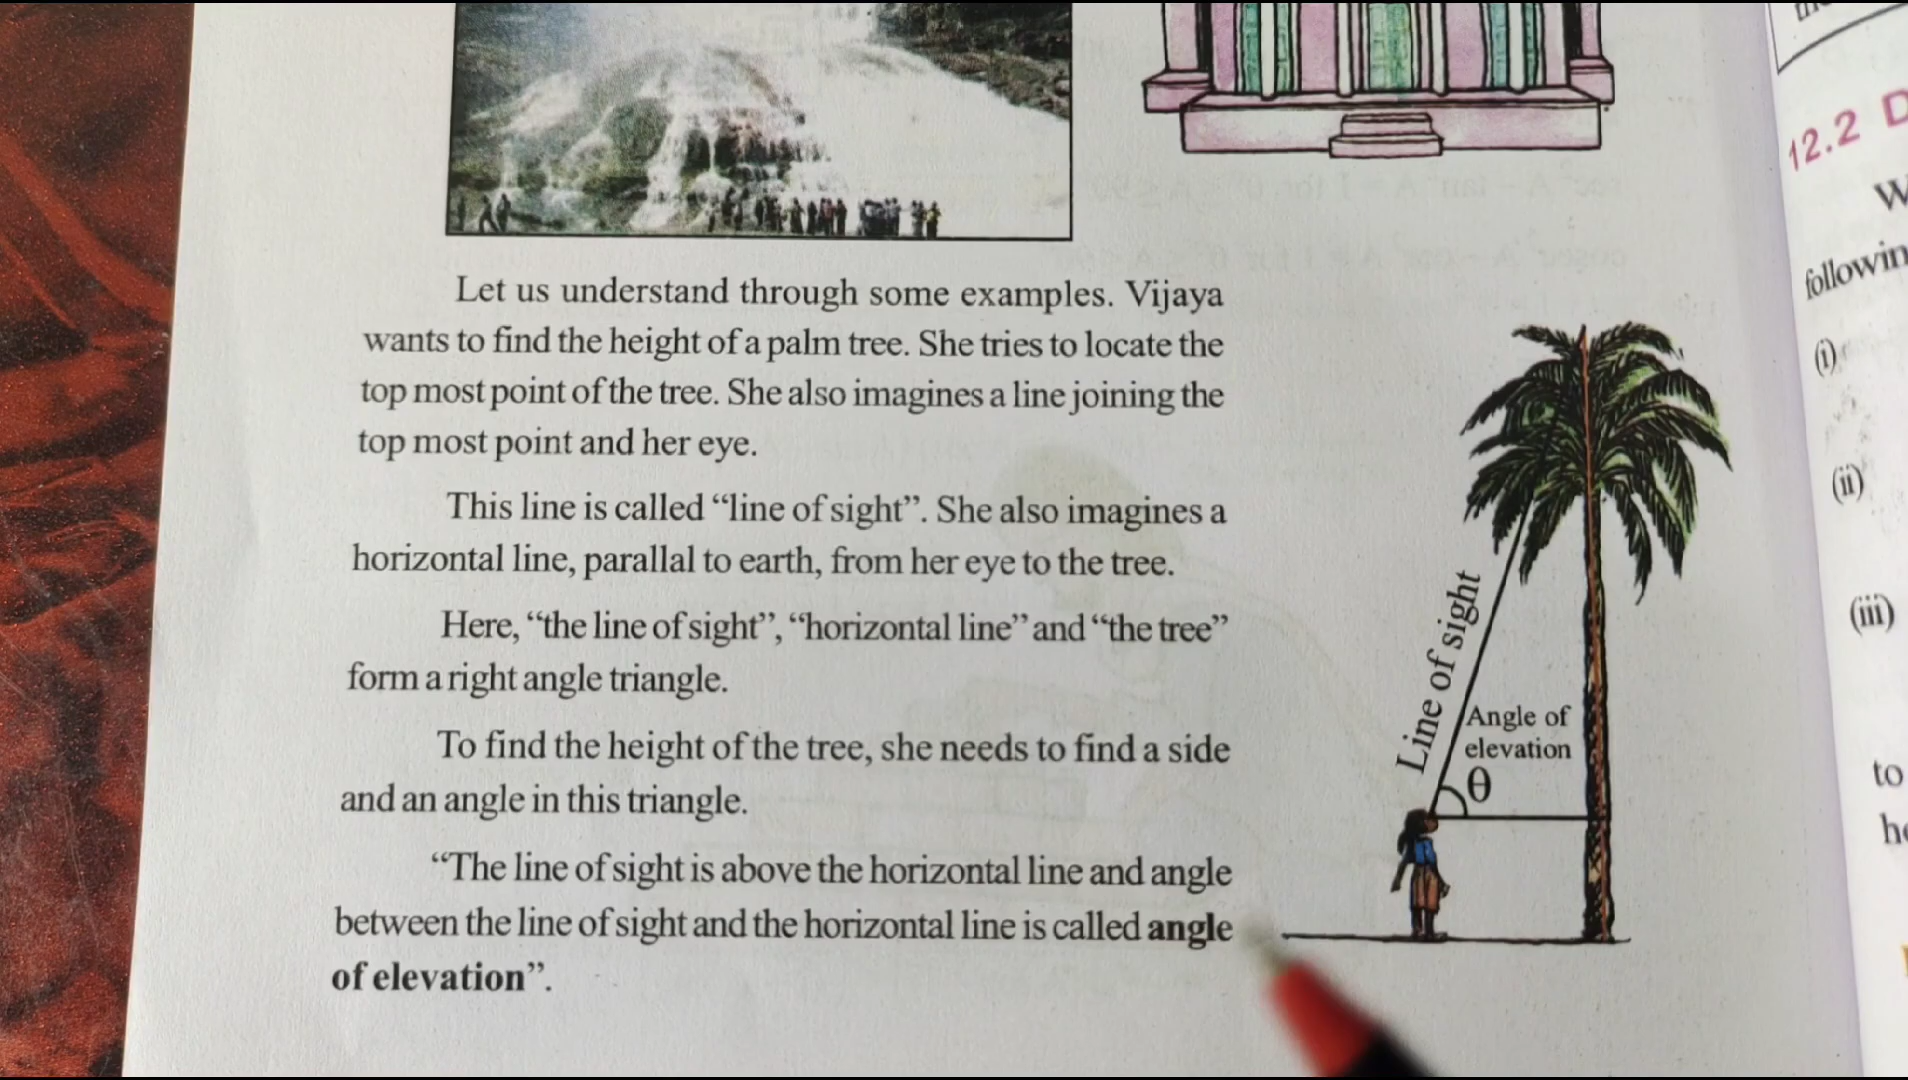 Let us understand through some examples. Vijaya
wants to find the height of a palm tree. She tries to locate the
top most point of the tree. She also imagines a line joining the
top most point and her eye.
This line is called “line of sight”. She also imagines a
horizontal line, parallal to earth, from her eye to the tree.
Here, “the line of sight”, “horizontal line” and “the tree”
form a right angle triangle.
To find the height of the tree, she needs to find a side
and an angle in this triangle.
“The line of sight is above the horizontal line and angle
between the line of sight and the horizontal line is called angle
of elevation”.
Line of sight
Angle of
elevation
θ
12.2 D
(i)
(ii)
(iii)
to